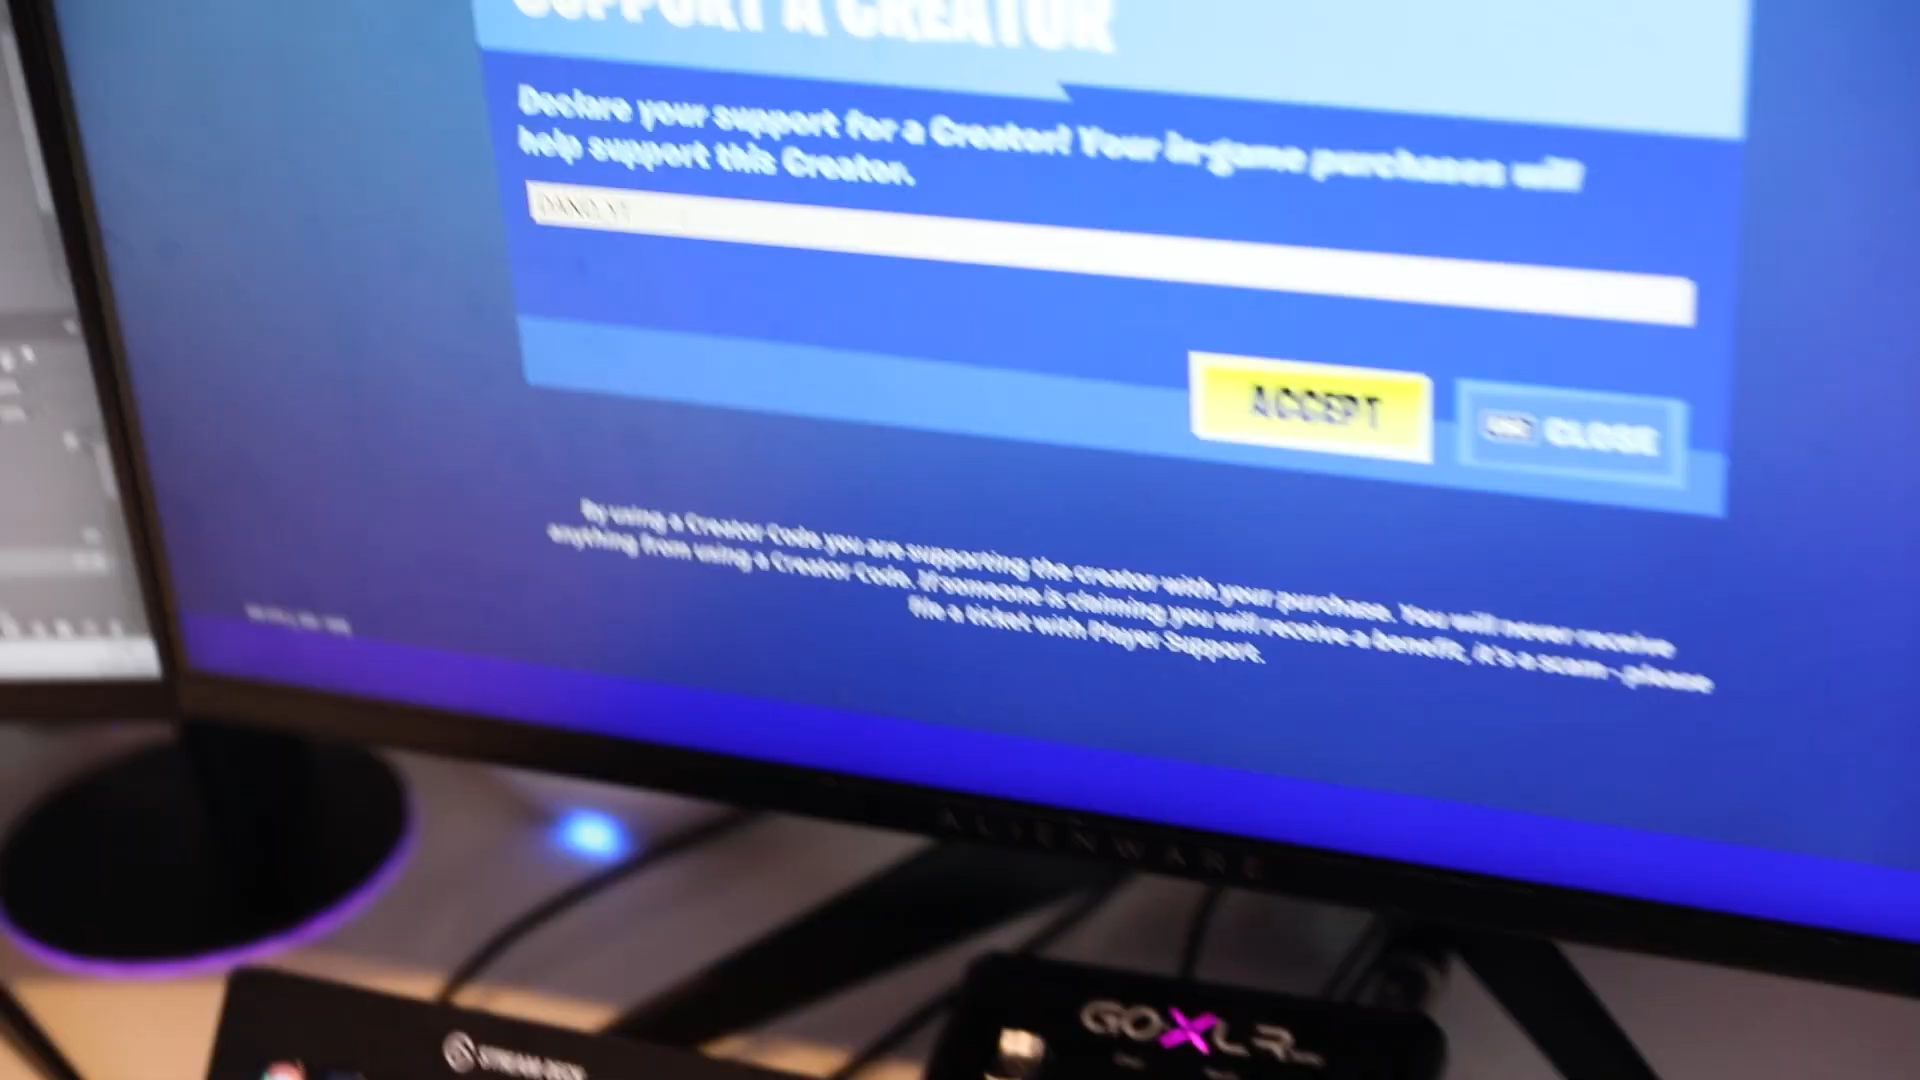 SUPPORT A CREATOR
Declare your support for a Creator! Your in-game purchases will
help support this Creator.
ACCEPT
ESC CLOSE
By using a Creator Code you are supporting the creator with your purchase. You will never receive
anything from using a Creator Code. If someone is claiming you will receive a benefit, it's a scam - please
file a ticket with Player Support.
ALIENWARE
STREAM DECK
GOXLR